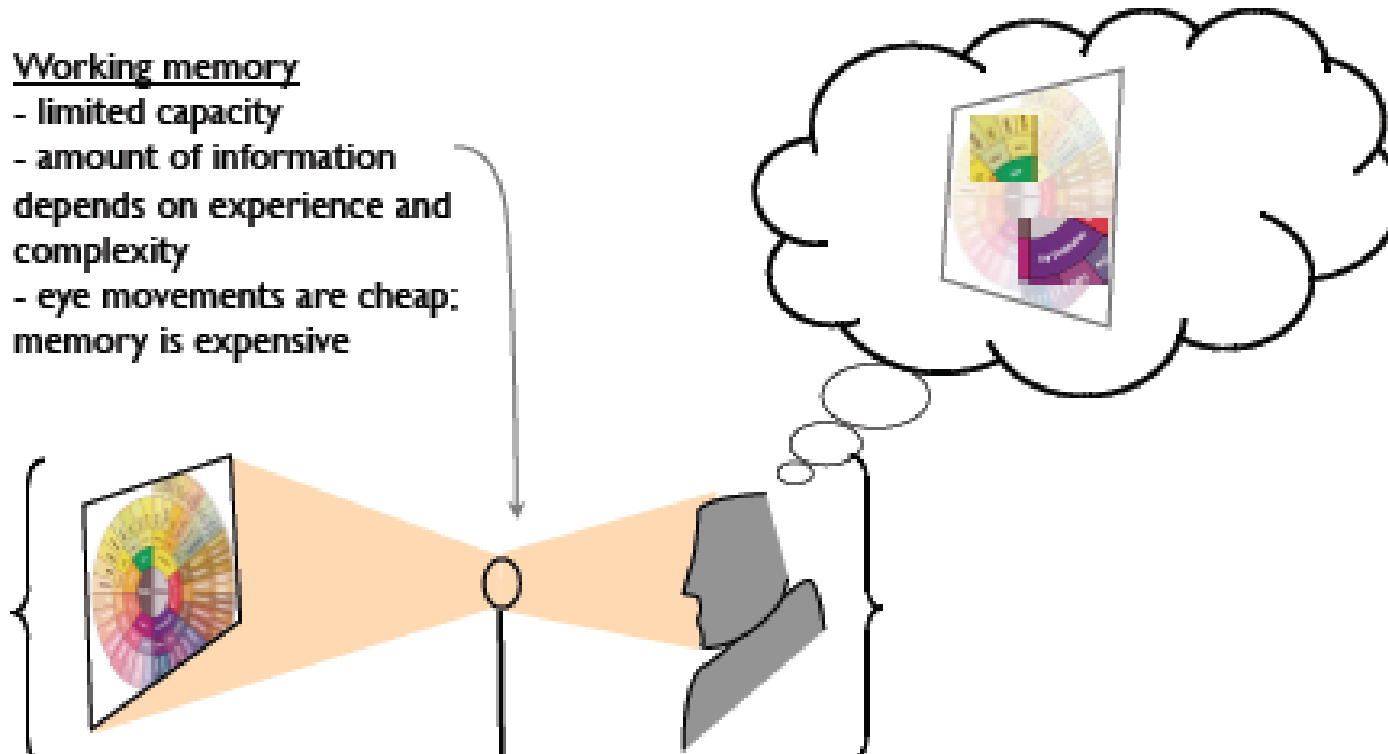 Working memory
- limited capacity
- amount of information
depends on experience and
complexity
- eye movements are cheap;
memory is expensive